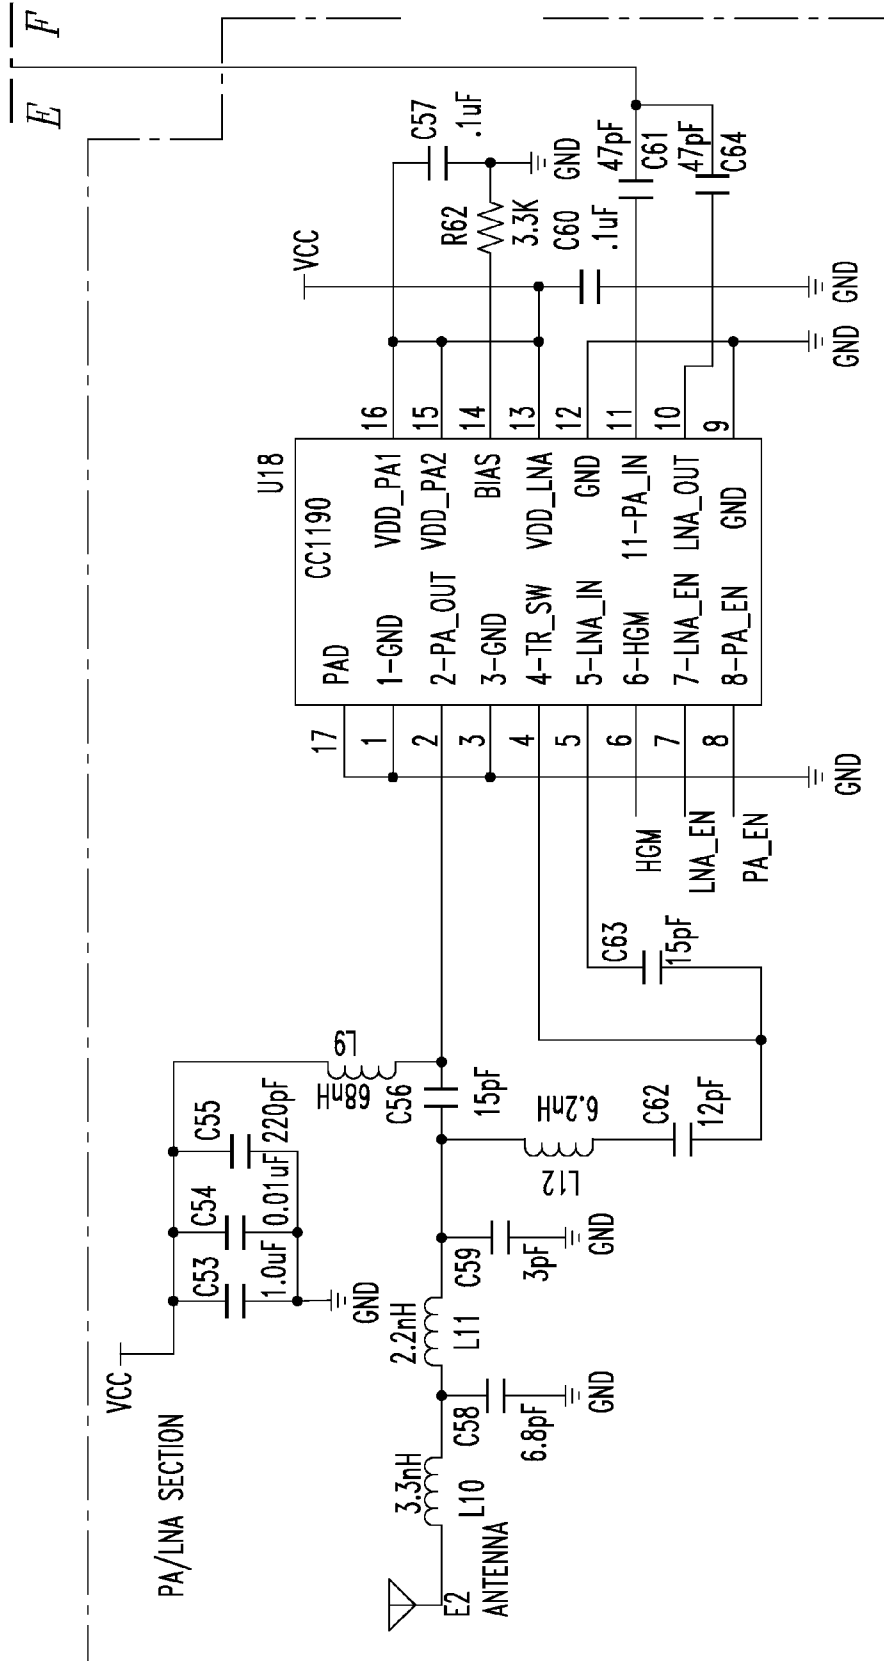 E F
PA/LNA SECTION
VCC
C53
1.0uF
C54
0.01uF
C55
220pF
GND
L9
68nH
C56
15pF
E2
ANTENNA
3.3nH
L10
C58
6.8pF
GND
2.2nH
L11
C59
3pF
GND
L12
6.2nH
C62
12pF
C63
15pF
HGM
LNA_EN
PA_EN
GND
17
1
2
3
4
5
6
7
8
U18
CC1190
PAD
1-GND
2-PA_OUT
3-GND
4-TR_SW
5-LNA_IN
6-HGM
7-LNA_EN
8-PA_EN
VDD_PA1
VDD_PA2
BIAS
VDD_LNA
GND
11-PA_IN
LNA_OUT
GND
16
15
14
13
12
11
10
9
VCC
C57
.1uF
R62
3.3K
GND
C60
.1uF
47pF
C61
47pF
C64
GND
GND